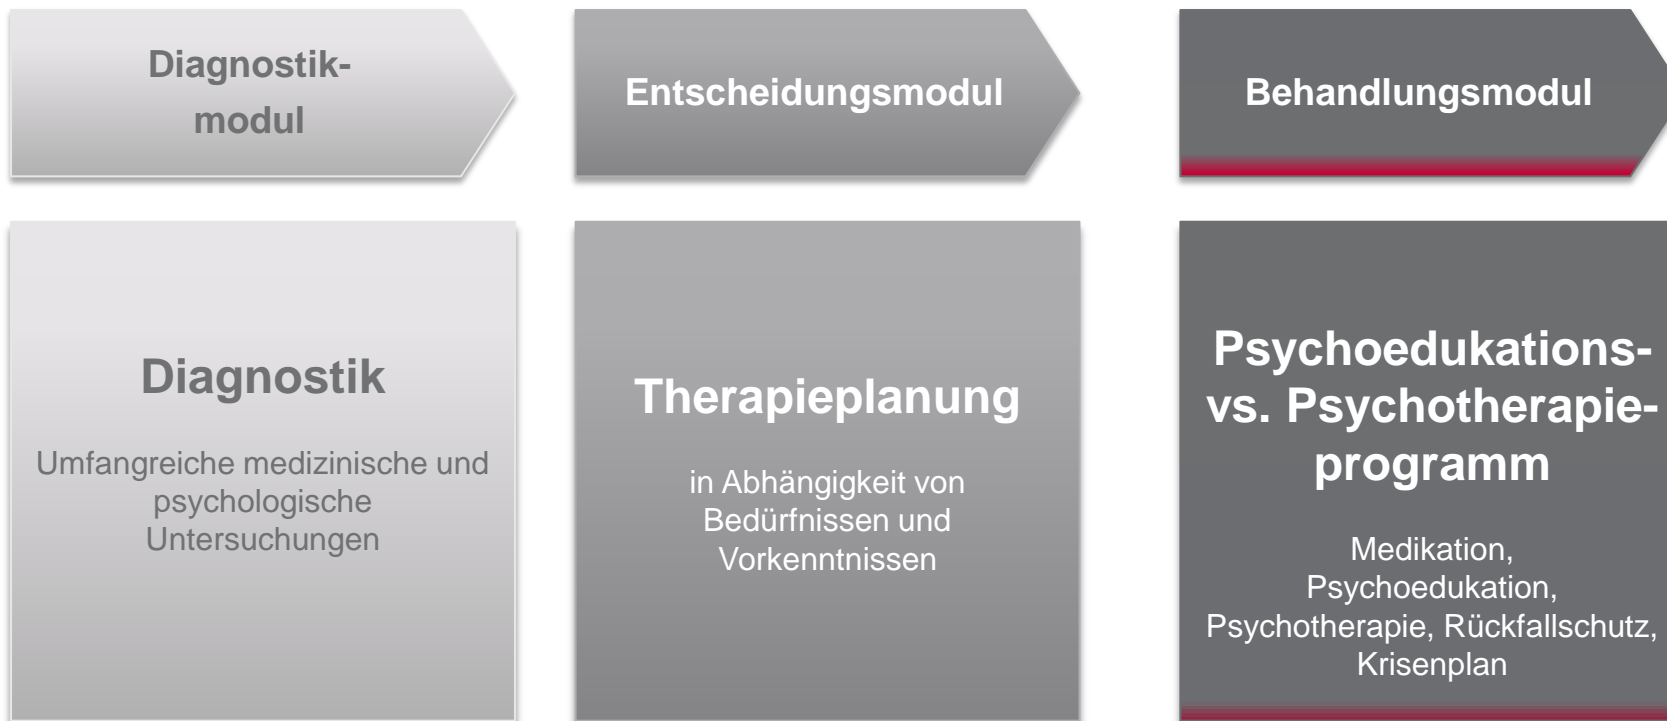 Diagnostik-
modul
Entscheidungsmodul
Behandlungsmodul
Diagnostik
Umfangreiche medizinische und
psychologische
Untersuchungen
Therapieplanung
in Abhängigkeit von
Bedürfnissen und
Vorkenntnissen
Psychoedukations-
vs. Psychotherapie-
programm
Medikation,
Psychoedukation,
Psychotherapie, Rückfallschutz,
Krisenplan